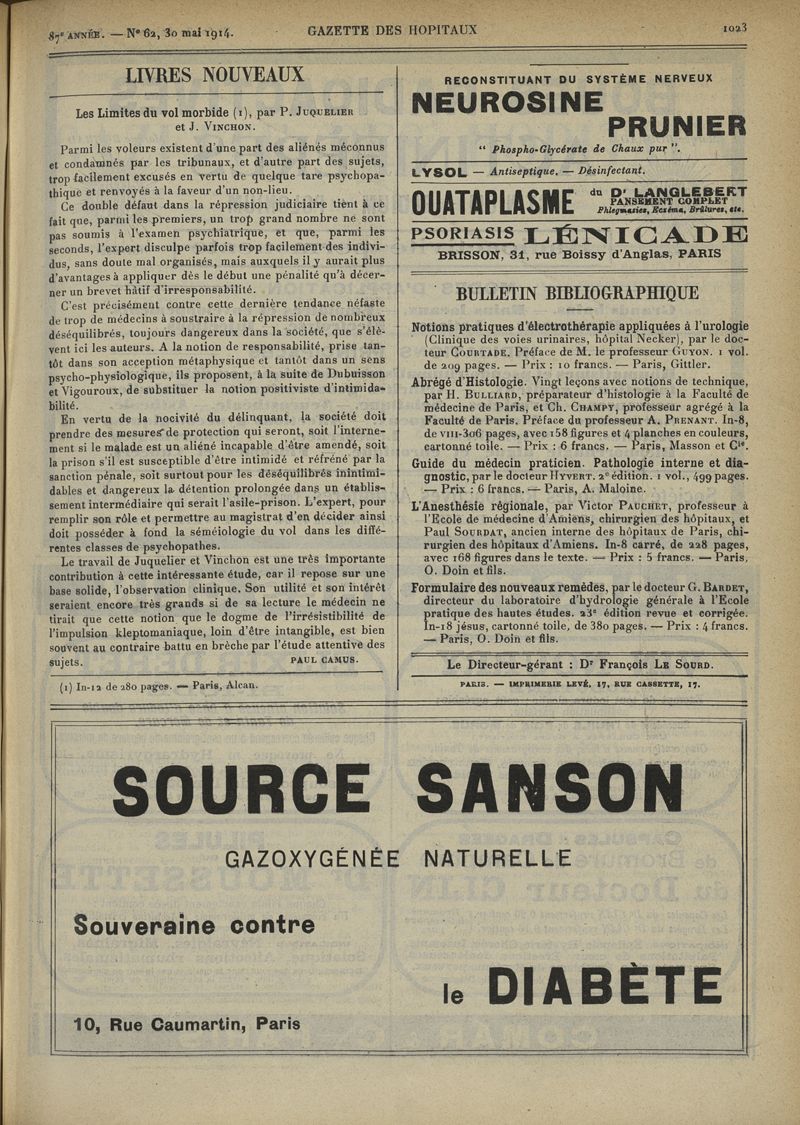 87e ANNÉE. — N° 62, 30 mai 1914.
GAZETTE DES HOPITAUX
1023
LIVRES NOUVEAUX
Les Limites du vol morbide (1), par P. JUQUELIER
et J. VINCHON.
Parmi les voleurs existent d'une part des aliénés méconnus
et condamnés par les tribunaux, et d'autre part des sujets,
trop facilement excusés en vertu de quelque tare psychopa-
thique et renvoyés à la faveur d'un non-lieu.
Ce double défaut dans la répression judiciaire tient à ce
fait que, parmi les premiers, un trop grand nombre ne sont
pas soumis à l'examen psychiatrique, et que, parmi les
seconds, l'expert disculpe parfois trop facilement des indivi-
dus, sans doute mal organisés, mais auxquels il y aurait plus
d'avantages à appliquer dès le début une pénalité qu'à décer-
ner un brevet hâtif d'irresponsabilité.
C'est précisément contre cette dernière tendance néfaste
de trop de médecins à soustraire à la répression de nombreux
déséquilibrés, toujours dangereux dans la société, que s'élè-
vent ici les auteurs. A la notion de responsabilité, prise tan-
tôt dans son acception métaphysique et tantôt dans un sens
psycho-physiologique, ils proposent, à la suite de Dubuisson
et Vigouroux, de substituer la notion positiviste d'intimida-
bilité.
En vertu de la nocivité du délinquant, la société doit
prendre des mesures de protection qui seront, soit l'interne-
ment si le malade est un aliéné incapable d'être amendé, soit
la prison s'il est susceptible d'être intimidé et réfréné par la
sanction pénale, soit surtout pour les déséquilibrés inintimi-
dables et dangereux la détention prolongée dans un établis-
sement intermédiaire qui serait l'asile-prison. L'expert, pour
remplir son rôle et permettre au magistrat d'en décider ainsi
doit posséder à fond la séméiologie du vol dans les diffé-
rentes classes de psychopathes.
Le travail de Juquelier et Vinchon est une très importante
contribution à cette intéressante étude, car il repose sur une
base solide, l'observation clinique. Son utilité et son intérêt
seraient encore très grands si de sa lecture le médecin ne
tirait que cette notion que le dogme de l'irrésistibilité de
l'impulsion kleptomaniaque, loin d'être intangible, est bien
souvent au contraire battu en brèche par l'étude attentive des
sujets. PAUL CAMUS.
(1) In-12 de 280 pages. — Paris, Alcan.
RECONSTITUANT DU SYSTÈME NERVEUX
NEUROSINE
PRUNIER
“ Phospho-Glycérate de Chaux pur ”.
LYSOL — Antiseptique. — Désinfectant.
OUATAPLASME du Dr LANGLEBERT
PANSEMENT COMPLET
Phlegmasies, Eczéma, Brûlures, etc.
PSORIASIS LÉNICADE
BRISSON, 31, rue Boissy d'Anglas, PARIS
BULLETIN BIBLIOGRAPHIQUE
Notions pratiques d'électrothérapie appliquées à l'urologie
(Clinique des voies urinaires, hôpital Necker), par le doc-
teur COURTADE. Préface de M. le professeur GUYON. 1 vol.
de 209 pages. — Prix : 10 francs. — Paris, Gittler.
Abrégé d'Histologie. Vingt leçons avec notions de technique,
par H. BULLIARD, préparateur d'histologie à la Faculté de
médecine de Paris, et Ch. CHAMPY, professeur agrégé à la
Faculté de Paris. Préface du professeur A. PRENANT. In-8,
de VIII-306 pages, avec 158 figures et 4 planches en couleurs,
cartonné toile. — Prix : 6 francs. — Paris, Masson et Cie.
Guide du médecin praticien. Pathologie interne et dia-
gnostic, par le docteur HYVERT. 2e édition. 1 vol., 499 pages.
— Prix : 6 francs. — Paris, A. Maloine.
L'Anesthésie régionale, par Victor PAUCHET, professeur à
l'Ecole de médecine d'Amiens, chirurgien des hôpitaux, et
Paul SOURDAT, ancien interne des hôpitaux de Paris, chi-
rurgien des hôpitaux d'Amiens. In-8 carré, de 228 pages,
avec 168 figures dans le texte. — Prix : 5 francs. — Paris,
O. Doin et fils.
Formulaire des nouveaux remèdes, par le docteur G. BARDET,
directeur du laboratoire d'hydrologie générale à l'Ecole
pratique des hautes études. 23e édition revue et corrigée.
In-18 jésus, cartonné toile, de 380 pages. — Prix : 4 francs.
— Paris, O. Doin et fils.
Le Directeur-gérant : Dr François LE SOURD.
PARIS. — IMPRIMERIE LEVÉ, 17, RUE CASSETTE, 17.
SOURCE SANSON
GAZOXYGÉNÉE NATURELLE
Souveraine contre
le DIABÈTE
10, Rue Caumartin, Paris